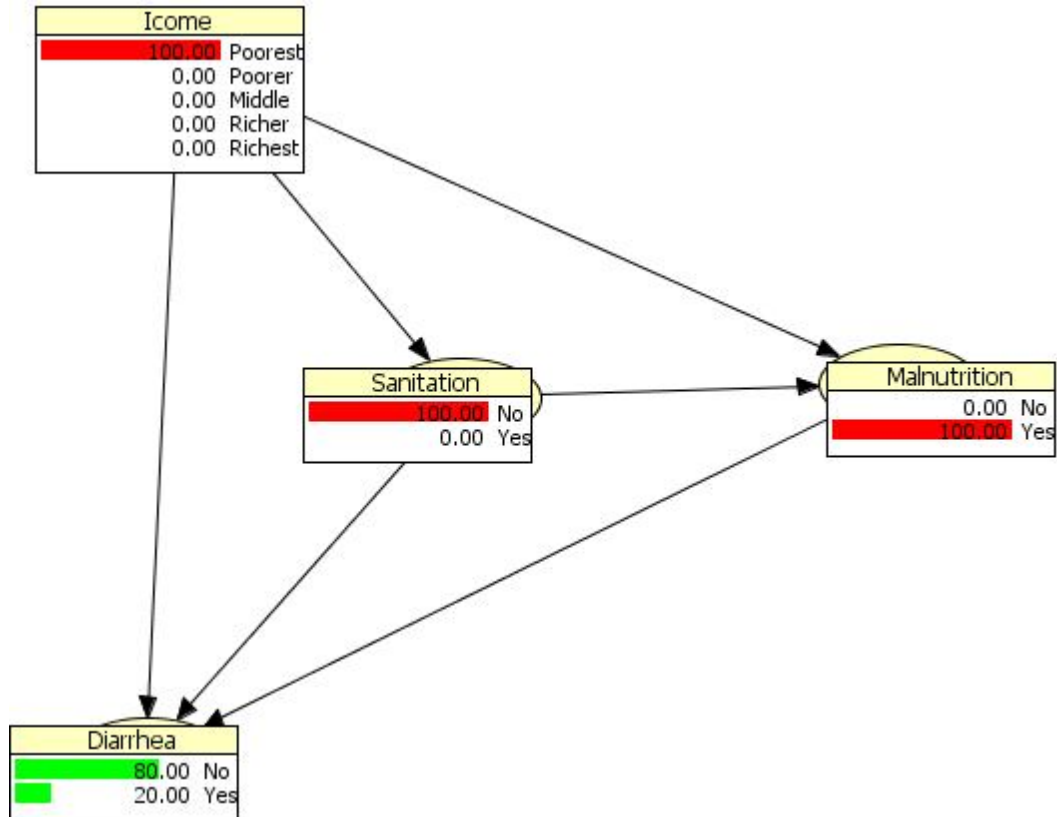 Icome
100.00 Poorest
0.00 Poorer
0.00 Middle
0.00 Richer
0.00 Richest
Sanitation
100.00 No
0.00 Yes
Malnutrition
0.00 No
100.00 Yes
Diarrhea
80.00 No
20.00 Yes